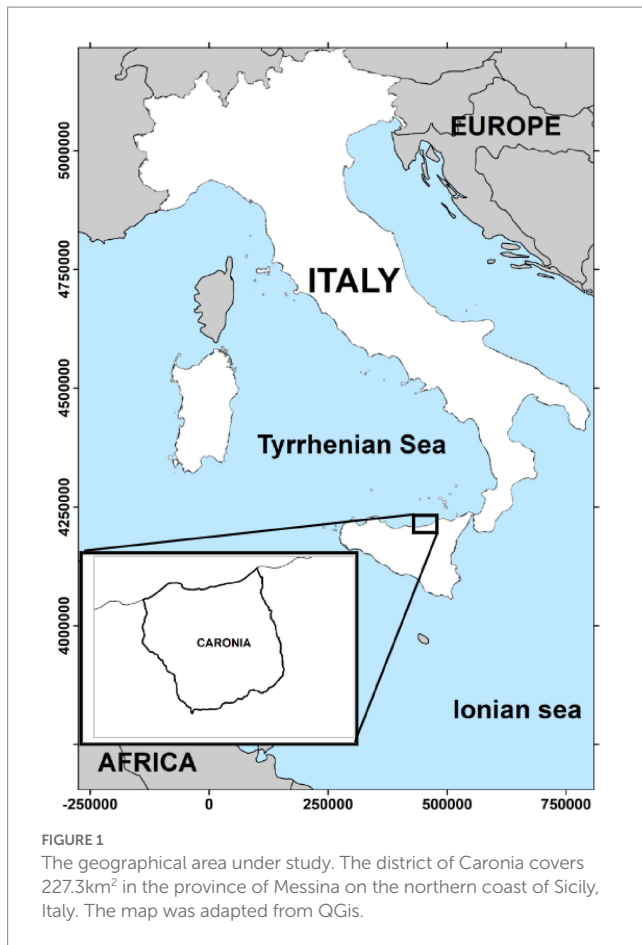 EUROPE
5000000
4750000
ITALY
4500000
Tyrrhenian Sea
4250000
4000000
CARONIA
Ionian sea
AFRICA
-250000 0 250000 500000 750000
FIGURE 1
The geographical area under study. The district of Caronia covers
227.3km² in the province of Messina on the northern coast of Sicily,
Italy. The map was adapted from QGis.